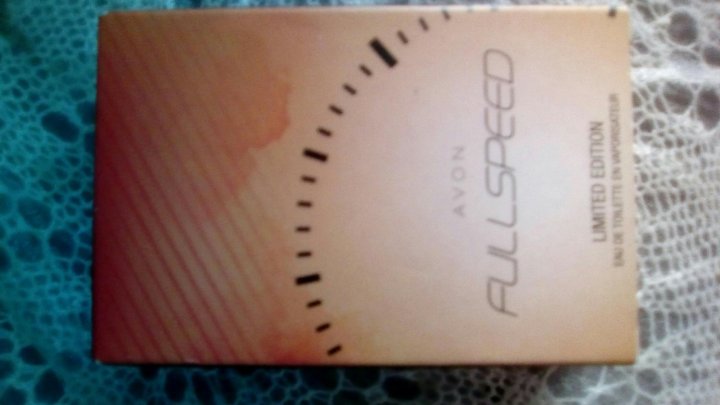 AVON
FULLSPEED
LIMITED EDITION
EAU DE TOILETTE EN VAPORISATEUR